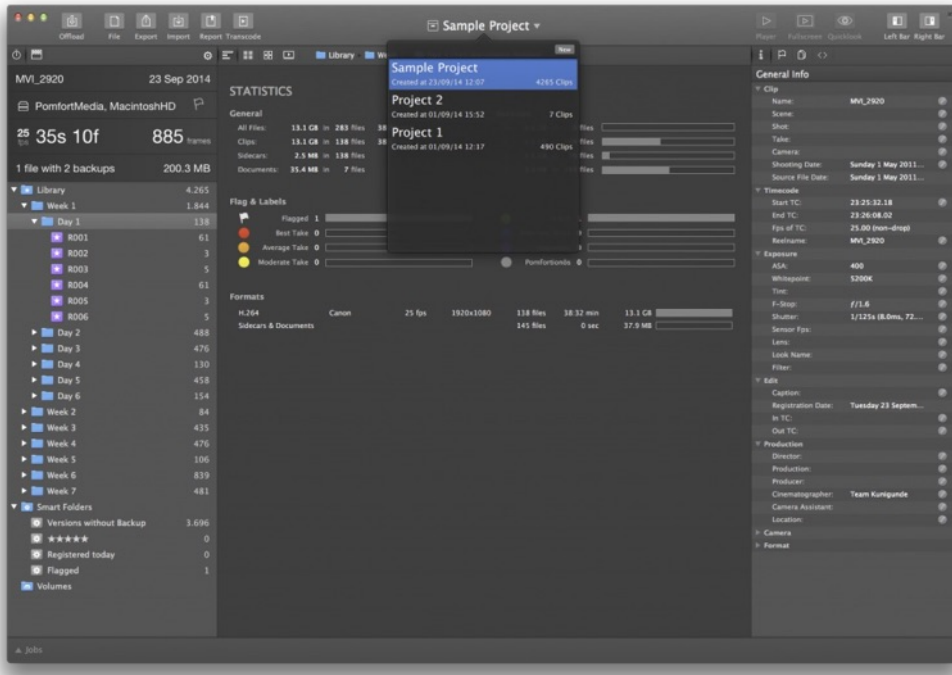 Sample Project
Offload File Export Import Report Transcode
Player Fullscreen Quicklook Left Bar Right Bar
Library
New
Sample Project
Created at 23/09/14 12:07 4265 Clips
Project 2
Created at 01/09/14 15:52 7 Clips
Project 1
Created at 01/09/14 12:17 490 Clips
MVI_2920 23 Sep 2014
PomfortMedia, MacintoshHD
25 fps 35s 10f 885 frames
1 file with 2 backups 200.3 MB
Library 4.265
Week 1 1.844
Day 1 138
R001 61
R002 3
R003 5
R004 61
R005 3
R006 5
Day 2 488
Day 3 476
Day 4 130
Day 5 458
Day 6 154
Week 2 84
Week 3 435
Week 4 476
Week 5 106
Week 6 839
Week 7 481
Smart Folders
Versions without Backup 3.696
★★★★★ 0
Registered today 0
Flagged 1
Volumes
Jobs
STATISTICS
General
All Files: 13.1 GB in 283 files 38
Clips: 13.1 GB in 138 files 38
Sidecars: 2.5 MB in 138 files
Documents: 35.4 MB in 7 files
Flag & Labels
Flagged 1
Best Take 0
Average Take 0
Moderate Take 0
Pomfortionös 0
Formats
H.264 Canon 25 fps 1920x1080 138 files 38:32 min 13.1 GB
Sidecars & Documents 145 files 0 sec 37.9 MB
General Info
Clip
Name: MVI_2920
Scene:
Shot:
Take:
Camera:
Shooting Date: Sunday 1 May 2011...
Source File Date: Sunday 1 May 2011...
Timecode
Start TC: 23:25:32.18
End TC: 23:26:08.02
Fps of TC: 25.00 (non-drop)
Reelname: MVI_2920
Exposure
ASA: 400
Whitepoint: 5200K
Tint:
F-Stop: ƒ/1.6
Shutter: 1/125s (8.0ms, 72....
Sensor Fps:
Lens:
Look Name:
Filter:
Edit
Caption:
Registration Date: Tuesday 23 Septem...
In TC:
Out TC:
Production
Director:
Production:
Producer:
Cinematographer: Team Kunigunde
Camera Assistant:
Location:
Camera
Format